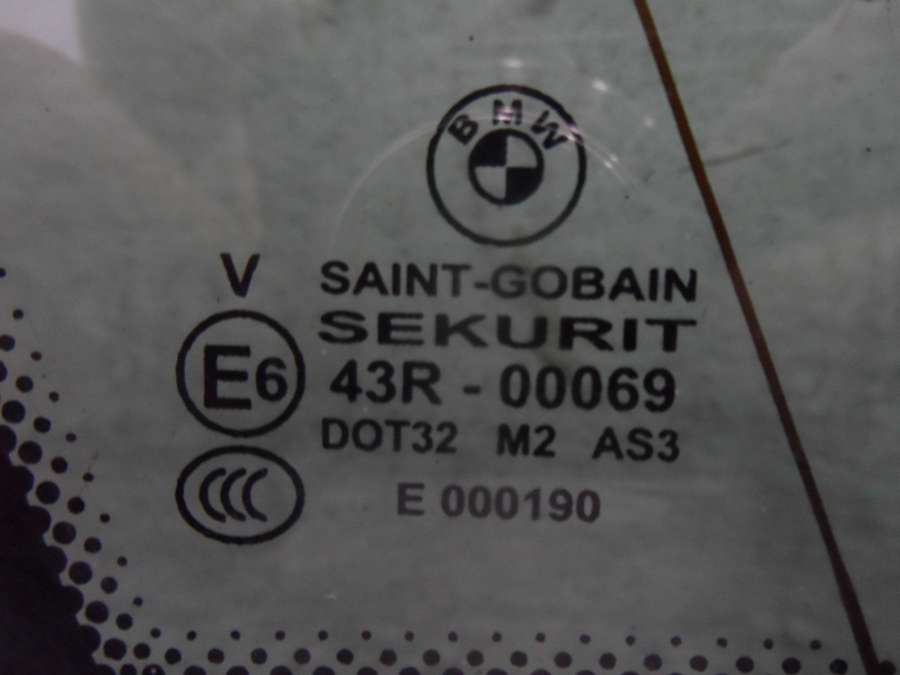 BMW
V
SAINT-GOBAIN
SEKURIT
E6
43R - 00069
DOT32 M2 AS3
CCC
E 000190